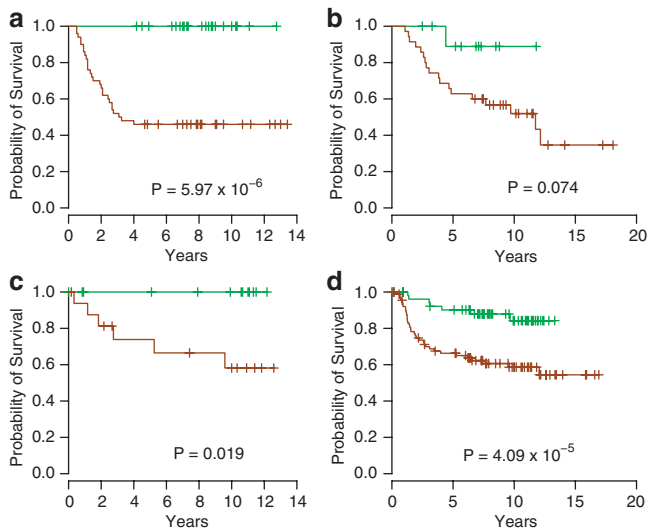 a
Probability of Survival
1.0
0.8
0.6
0.4
0.2
0.0
P = 5.97 x 10⁻⁶
0 2 4 6 8 10 12 14
Years
b
Probability of Survival
1.0
0.8
0.6
0.4
0.2
0.0
P = 0.074
0 5 10 15 20
Years
c
Probability of Survival
1.0
0.8
0.6
0.4
0.2
0.0
P = 0.019
0 2 4 6 8 10 12 14
Years
d
Probability of Survival
1.0
0.8
0.6
0.4
0.2
0.0
P = 4.09 x 10⁻⁵
0 5 10 15 20
Years